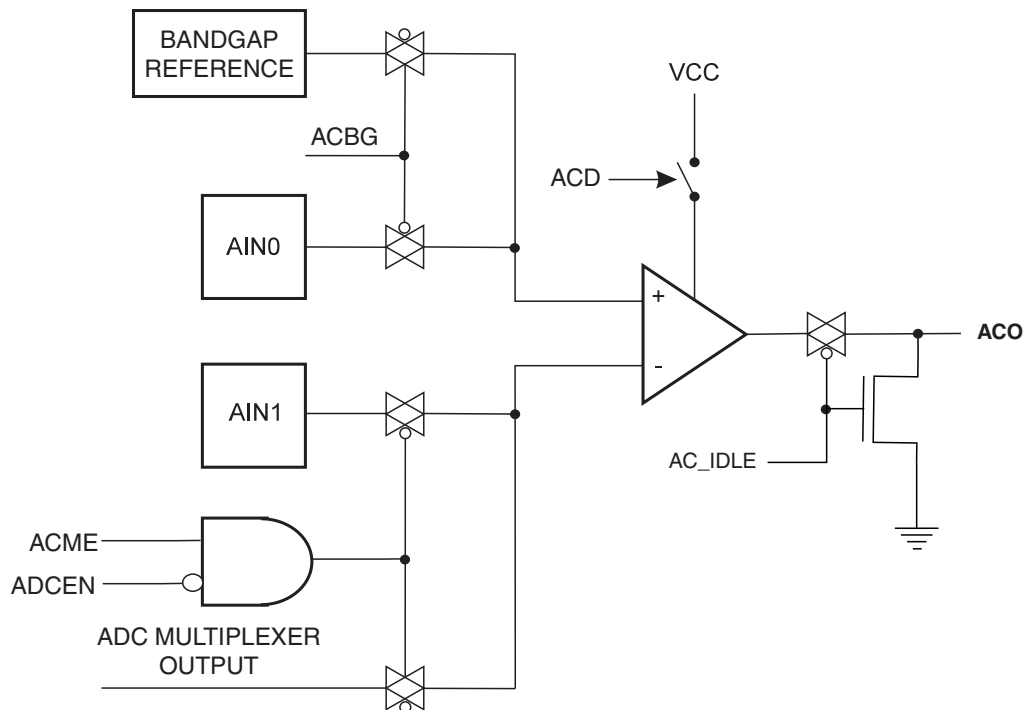 BANDGAP
REFERENCE
VCC
ACBG
ACD
AIN0
+
ACO
-
AIN1
AC_IDLE
ACME
ADCEN
ADC MULTIPLEXER
OUTPUT